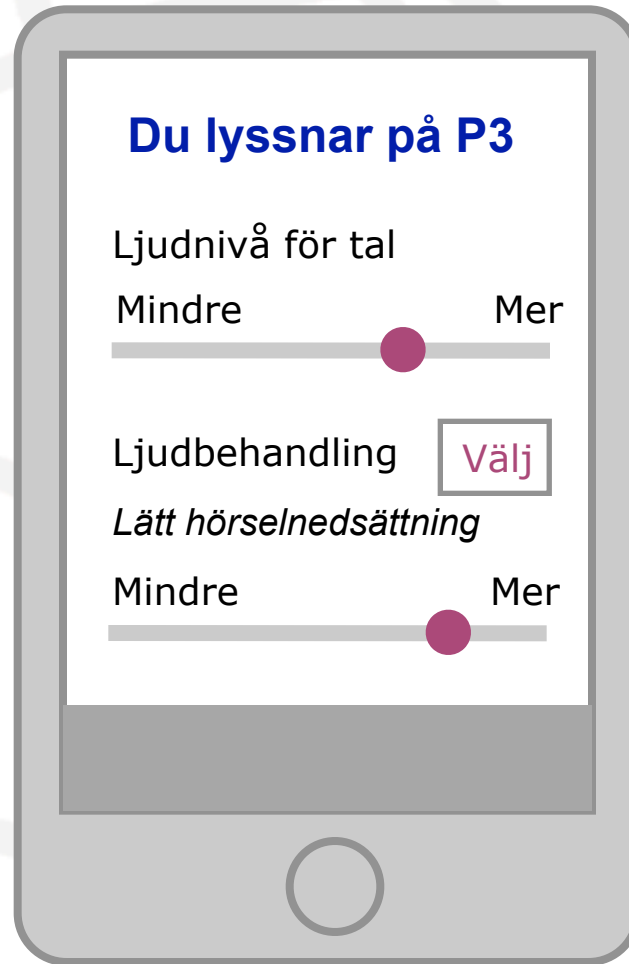 Du lyssnar på P3
Ljudnivå för tal
Mindre Mer
Ljudbehandling Välj
Lätt hörselnedsättning
Mindre Mer